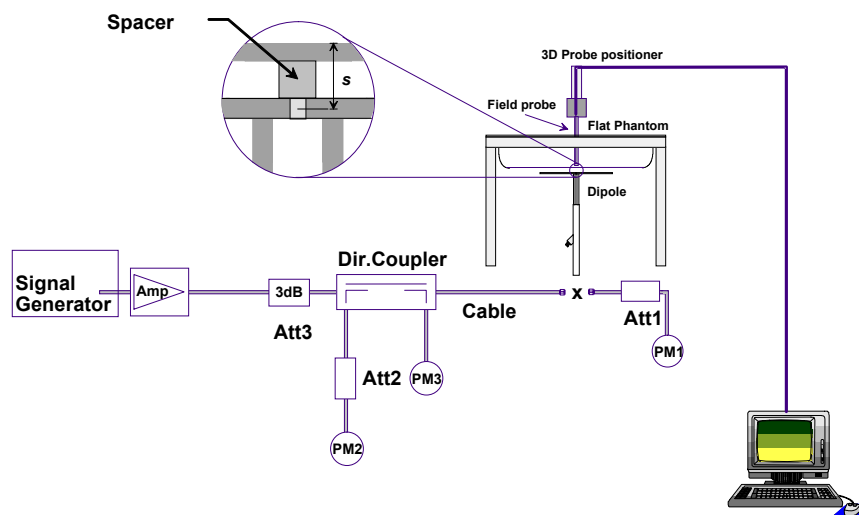 Spacer
s
3D Probe positioner
Field probe
Flat Phantom
Dipole
Signal
Generator
Amp
3dB
Att3
Dir.Coupler
Cable
x
Att1
PM1
Att2
PM3
PM2